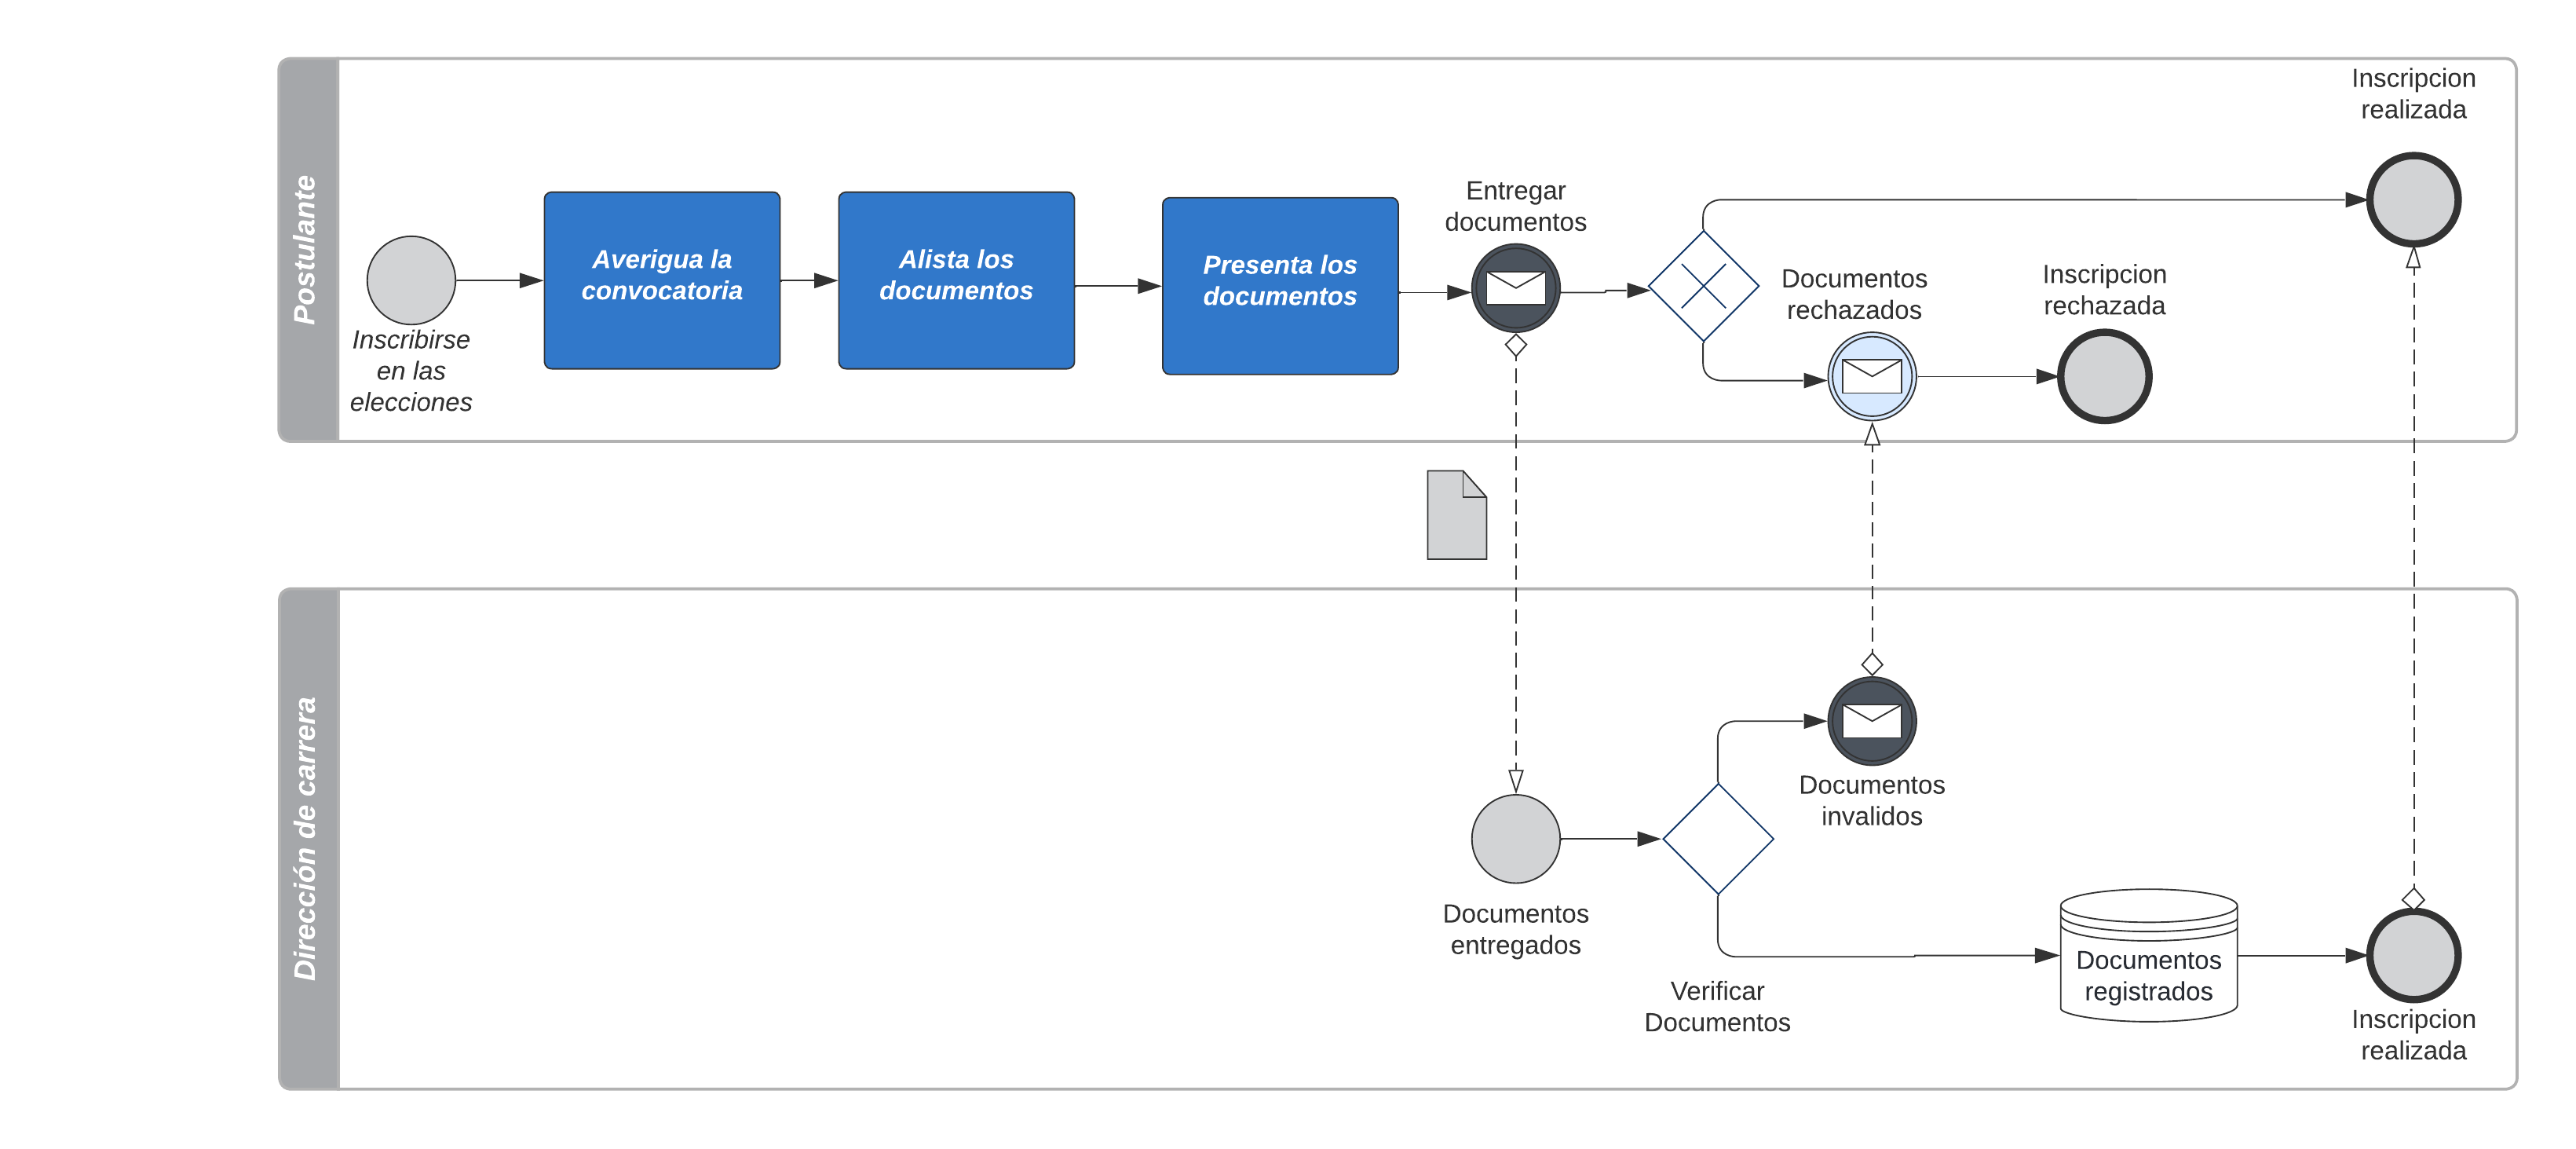 Postulante
Inscribirse
en las
elecciones
Averigua la
convocatoria
Alista los
documentos
Presenta los
documentos
Entregar
documentos
Documentos
rechazados
Inscripcion
rechazada
Inscripcion
realizada
Dirección de carrera
Documentos
entregados
Verificar
Documentos
Documentos
invalidos
Documentos
registrados
Inscripcion
realizada